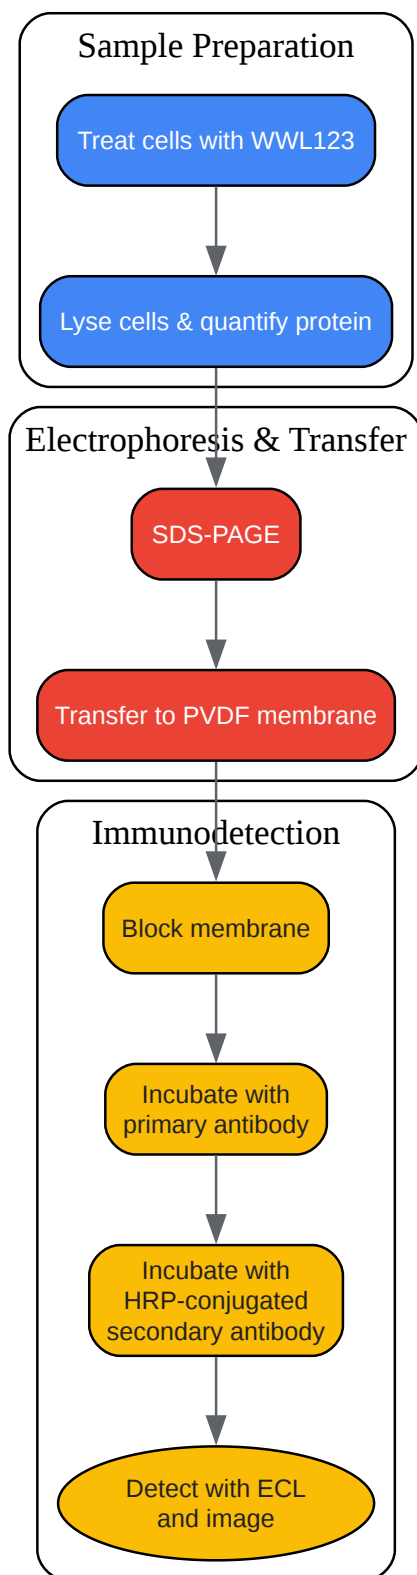 Sample Preparation
Treat cells with WWL123
Lyse cells & quantify protein
Electrophoresis & Transfer
SDS-PAGE
Transfer to PVDF membrane
Immunodetection
Block membrane
Incubate with
primary antibody
Incubate with
HRP-conjugated
secondary antibody
Detect with ECL
and image